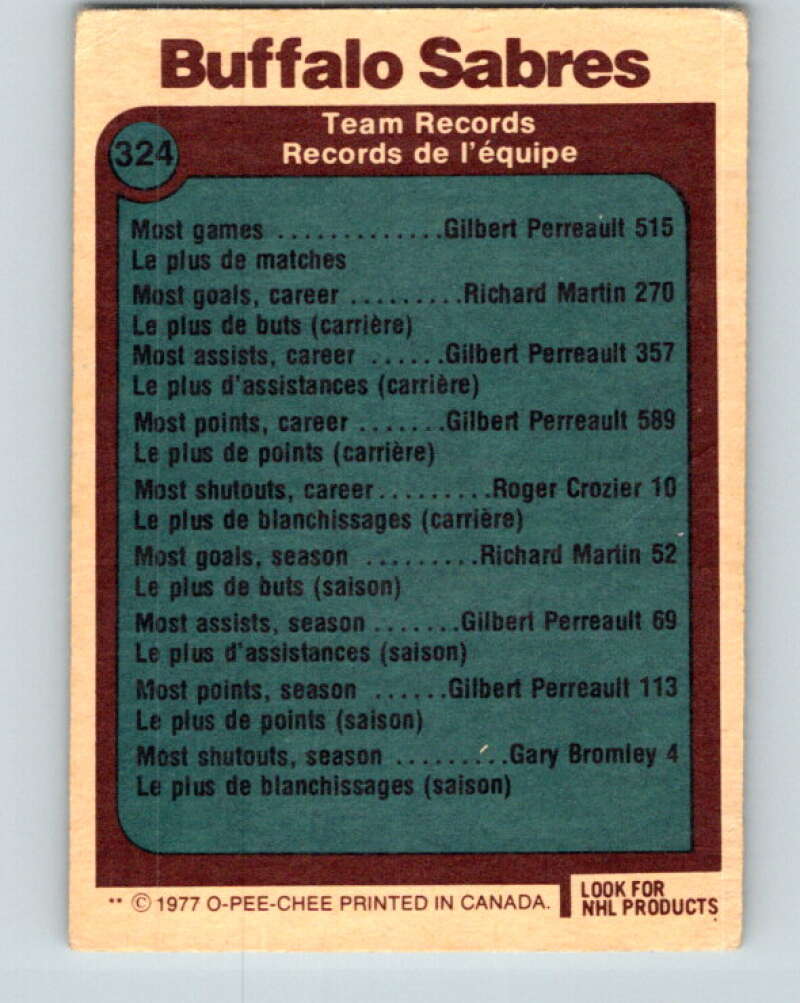 Buffalo Sabres
324
Team Records
Records de l'équipe
Most games .............Gilbert Perreault 515
Le plus de matches
Most goals, career .........Richard Martin 270
Le plus de buts (carrière)
Most assists, career ......Gilbert Perreault 357
Le plus d'assistances (carrière)
Most points, career .......Gilbert Perreault 589
Le plus de points (carrière)
Most shutouts, career.........Roger Crozier 10
Le plus de blanchissages (carrière)
Most goals, season .........Richard Martin 52
Le plus de buts (saison)
Most assists, season .......Gilbert Perreault 69
Le plus d'assistances (saison)
Most points, season ......Gilbert Perreault 113
Le plus de points (saison)
Most shutouts, season .........Gary Bromley 4
Le plus de blanchissages (saison)
** © 1977 O-PEE-CHEE PRINTED IN CANADA.
LOOK FOR
NHL PRODUCTS